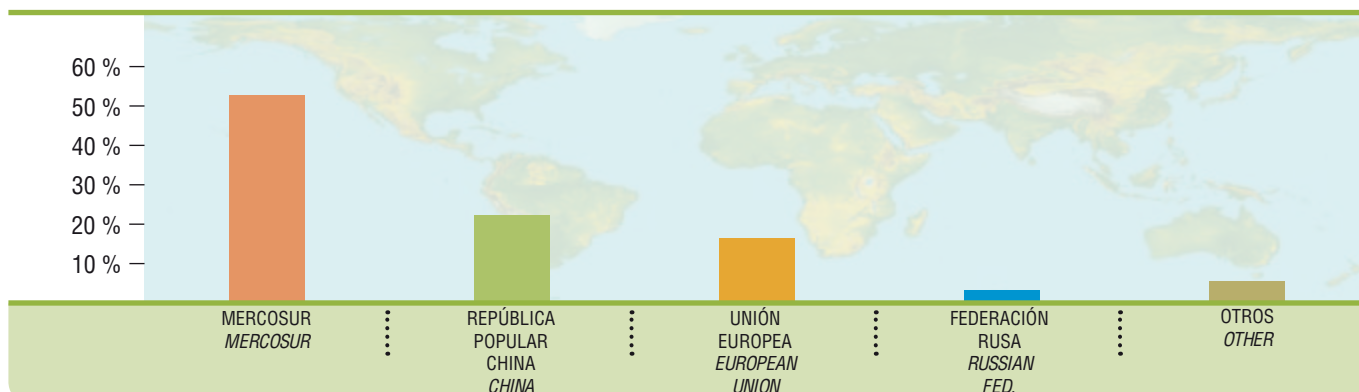 60 %
50 %
40 %
30 %
20 %
10 %
MERCOSUR
MERCOSUR
REPÚBLICA
POPULAR
CHINA
CHINA
UNIÓN
EUROPEA
EUROPEAN
UNION
FEDERACIÓN
RUSA
RUSSIAN
FED.
OTROS
OTHER